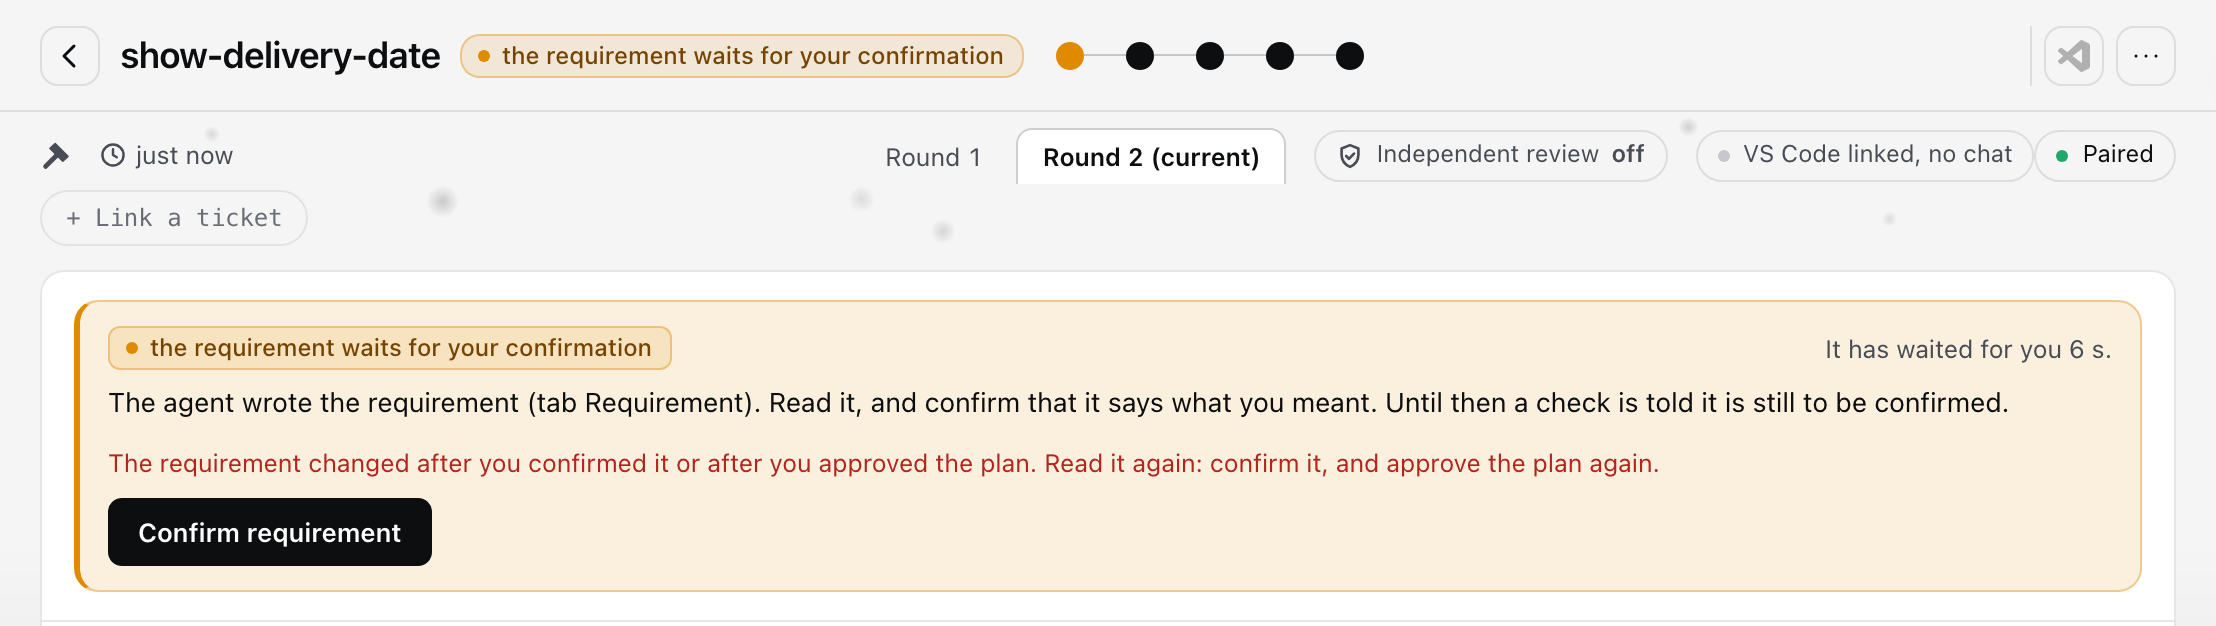 show-delivery-date
the requirement waits for your confirmation
just now
Round 1
Round 2 (current)
Independent review off
VS Code linked, no chat
Paired
+ Link a ticket
the requirement waits for your confirmation
It has waited for you 6 s.
The agent wrote the requirement (tab Requirement). Read it, and confirm that it says what you meant. Until then a check is told it is still to be confirmed.
The requirement changed after you confirmed it or after you approved the plan. Read it again: confirm it, and approve the plan again.
Confirm requirement